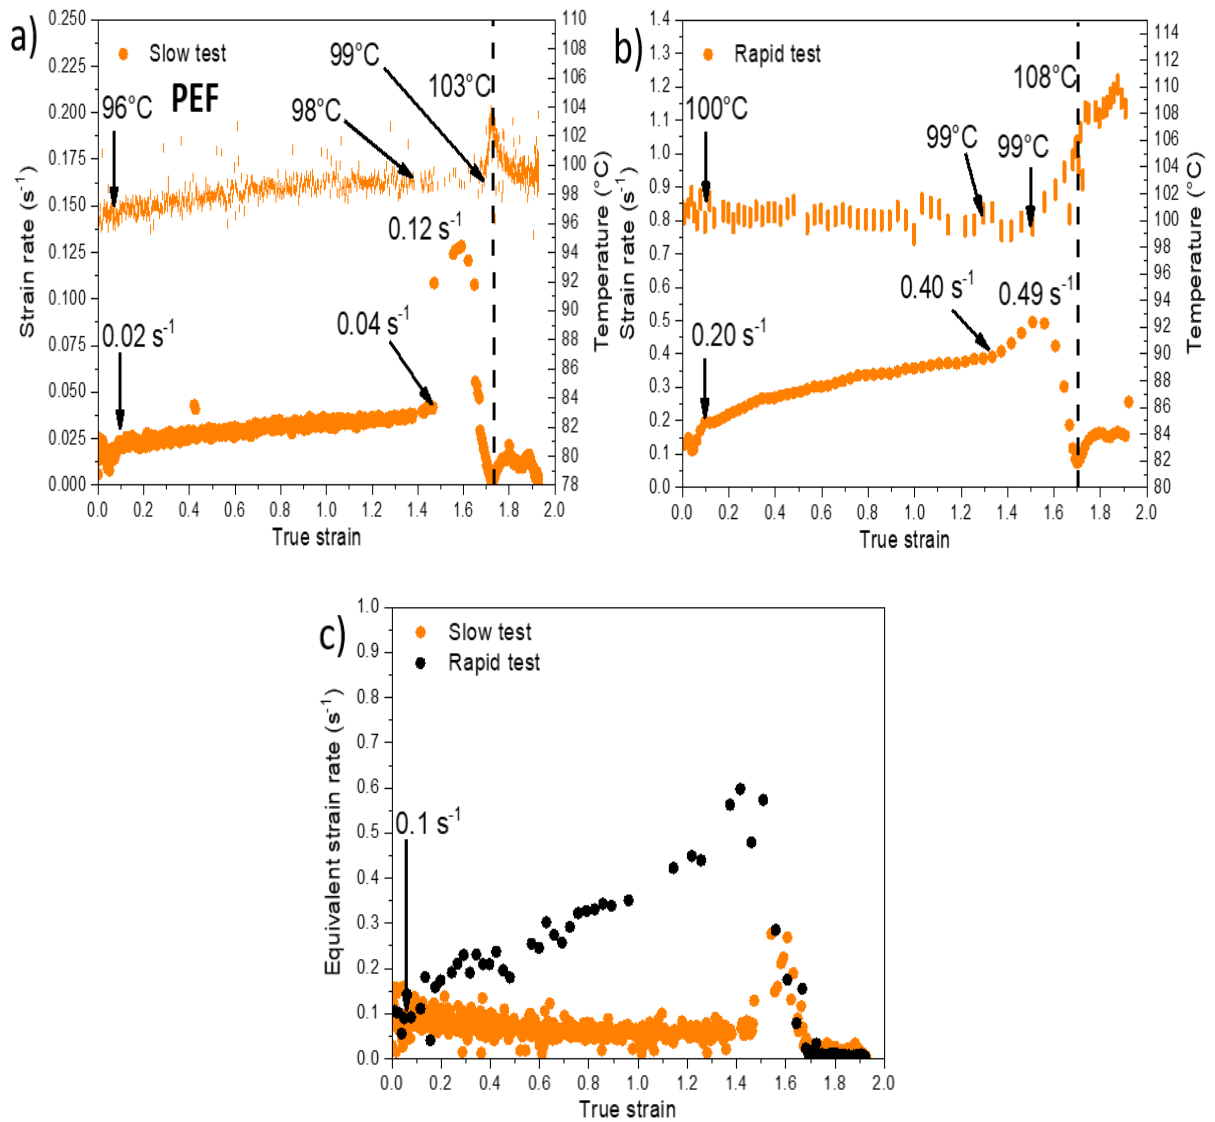 a)
Slow test
PEF
96°C
99°C
98°C
103°C
0.12 s⁻¹
0.02 s⁻¹
0.04 s⁻¹
0.250
0.225
0.200
0.175
0.150
0.125
0.100
0.075
0.050
0.025
0.000
Strain rate (s⁻¹)
110
108
106
104
102
100
98
96
94
92
90
88
86
84
82
80
78
Temperature (°C)
0.0 0.2 0.4 0.6 0.8 1.0 1.2 1.4 1.6 1.8 2.0
True strain
b)
Rapid test
100°C
99°C
99°C
108°C
0.20 s⁻¹
0.40 s⁻¹
0.49 s⁻¹
1.4
1.3
1.2
1.1
1.0
0.9
0.8
0.7
0.6
0.5
0.4
0.3
0.2
0.1
0.0
Strain rate (s⁻¹)
114
112
110
108
106
104
102
100
98
96
94
92
90
88
86
84
82
80
Temperature (°C)
0.0 0.2 0.4 0.6 0.8 1.0 1.2 1.4 1.6 1.8 2.0
True strain
c)
Slow test
Rapid test
0.1 s⁻¹
1.0
0.9
0.8
0.7
0.6
0.5
0.4
0.3
0.2
0.1
0.0
Equivalent strain rate (s⁻¹)
0.0 0.2 0.4 0.6 0.8 1.0 1.2 1.4 1.6 1.8 2.0
True strain